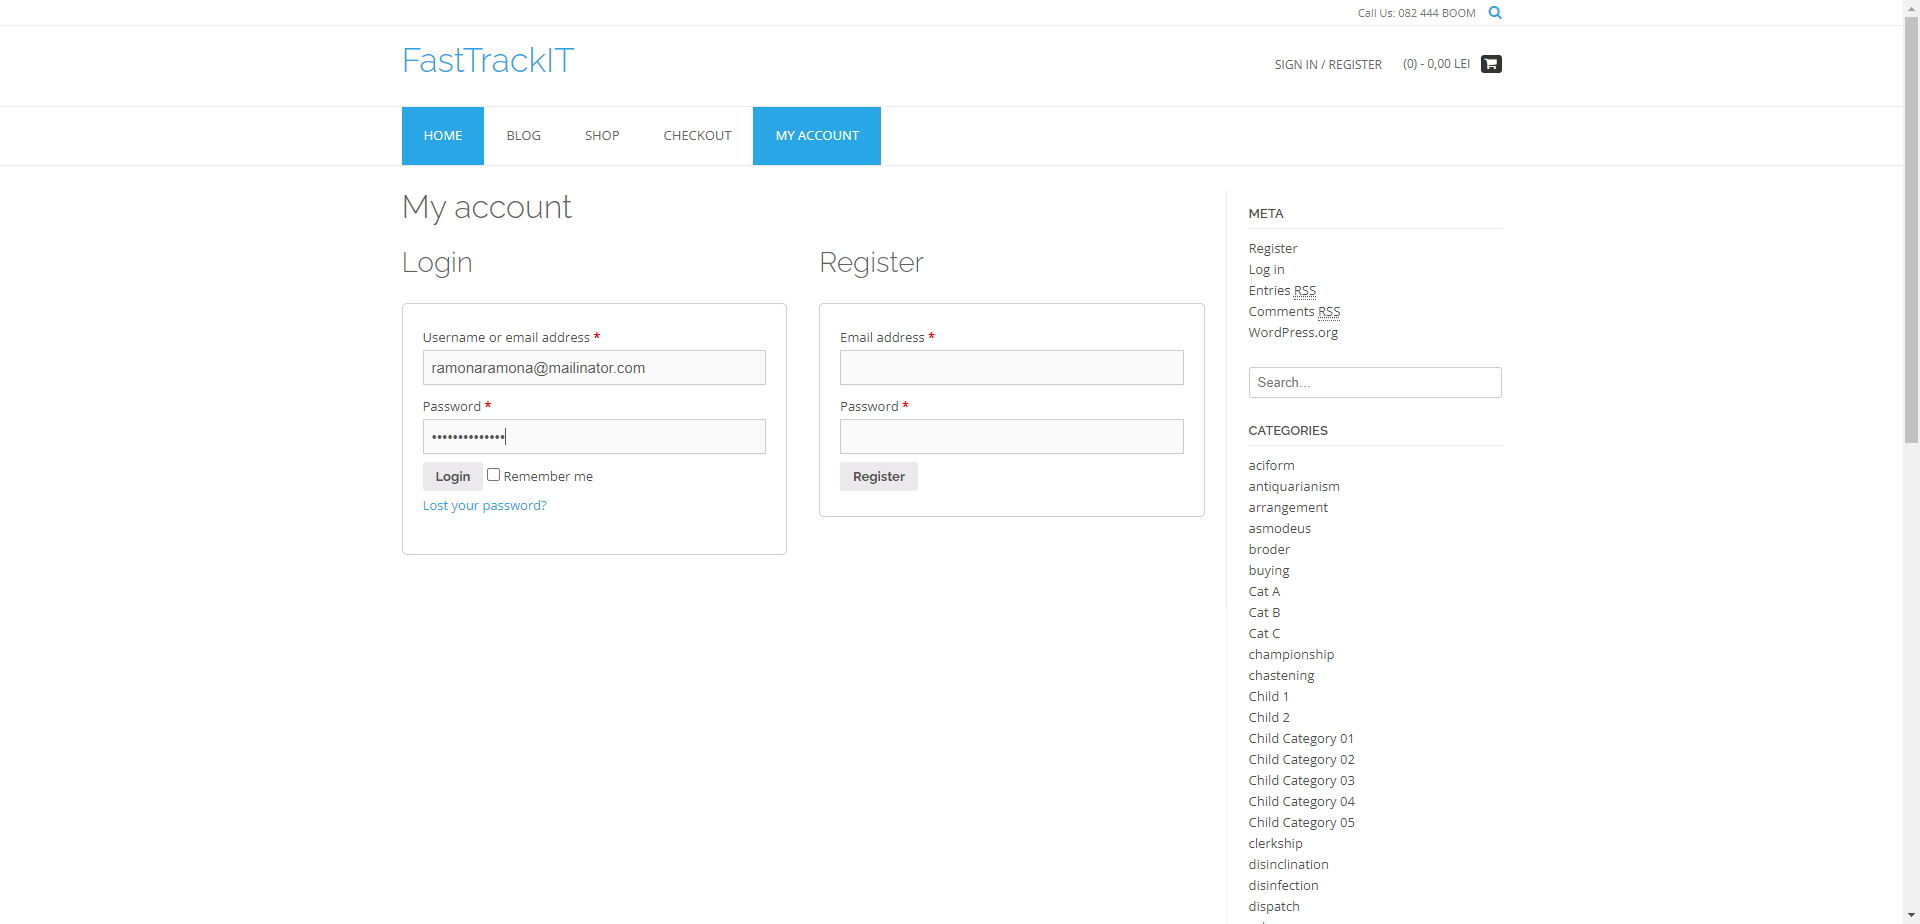 Call Us: 082 444 BOOM
FastTrackIT
SIGN IN / REGISTER
(0) - 0,00 LEI
HOME
BLOG
SHOP
CHECKOUT
MY ACCOUNT
My account
Login
Username or email address *
ramonaramona@mailinator.com
Password *
••••••••••••••
Login
Remember me
Lost your password?
Register
Email address *
Password *
Register
META
Register
Log in
Entries RSS
Comments RSS
WordPress.org
Search…
CATEGORIES
aciform
antiquarianism
arrangement
asmodeus
broder
buying
Cat A
Cat B
Cat C
championship
chastening
Child 1
Child 2
Child Category 01
Child Category 02
Child Category 03
Child Category 04
Child Category 05
clerkship
disinclination
disinfection
dispatch